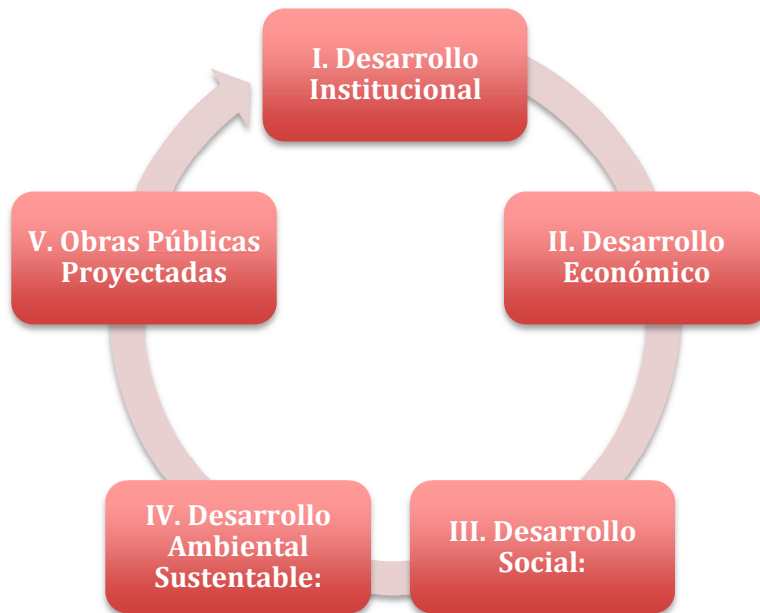 I. Desarrollo
Institucional
II. Desarrollo
Económico
III. Desarrollo
Social:
IV. Desarrollo
Ambiental
Sustentable:
V. Obras Públicas
Proyectadas